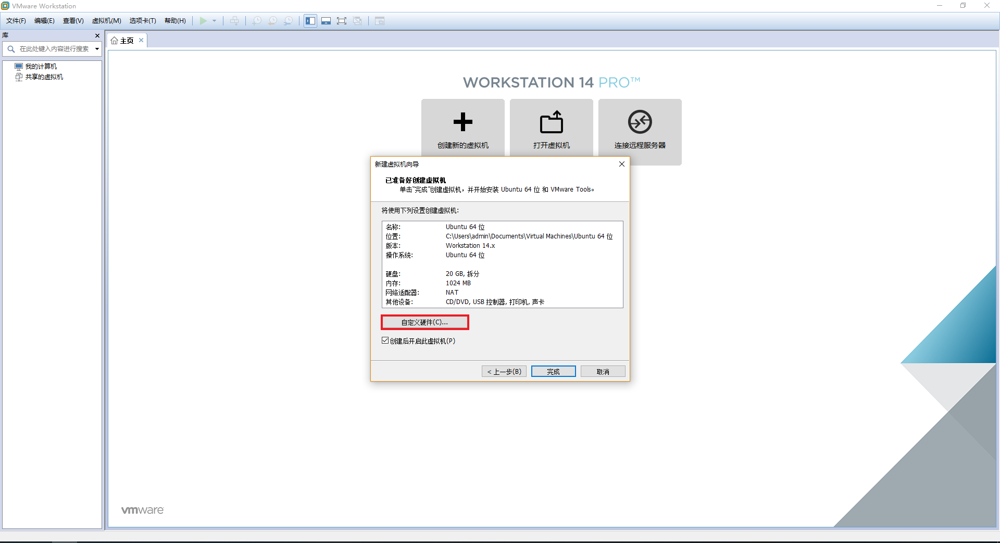 VMware Workstation
文件(F) 编辑(E) 查看(V) 虚拟机(M) 选项卡(T) 帮助(H)
库
主页
在此处键入内容进行搜索
我的计算机
共享的虚拟机
WORKSTATION 14 PRO™
创建新的虚拟机
打开虚拟机
连接远程服务器
新建虚拟机向导
已准备好创建虚拟机
单击“完成”创建虚拟机，并开始安装 Ubuntu 64 位 和 VMware Tools。
将使用下列设置创建虚拟机:
名称: Ubuntu 64 位
位置: C:\Users\admin\Documents\Virtual Machines\Ubuntu 64 位
版本: Workstation 14.x
操作系统: Ubuntu 64 位
硬盘: 20 GB, 拆分
内存: 1024 MB
网络适配器: NAT
其他设备: CD/DVD, USB 控制器, 打印机, 声卡
自定义硬件(C)...
创建后开启此虚拟机(P)
< 上一步(B) 完成 取消
vmware